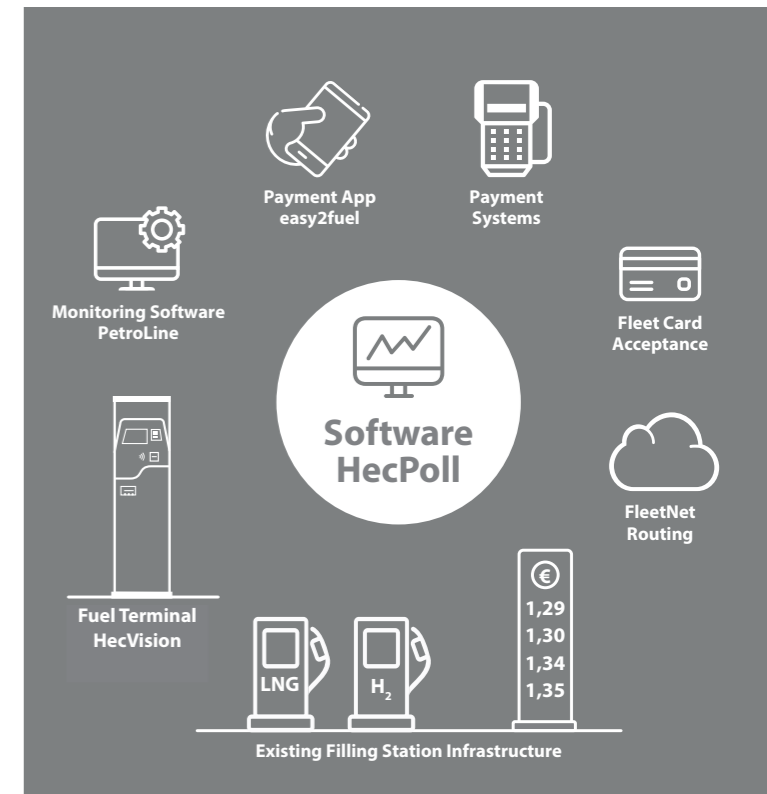 Payment App
easy2fuel
Payment
Systems
Monitoring Software
PetroLine
Fleet Card
Acceptance
Software
HecPoll
FleetNet
Routing
Fuel Terminal
HecVision
€
1,29
1,30
1,34
1,35
LNG
H₂
Existing Filling Station Infrastructure